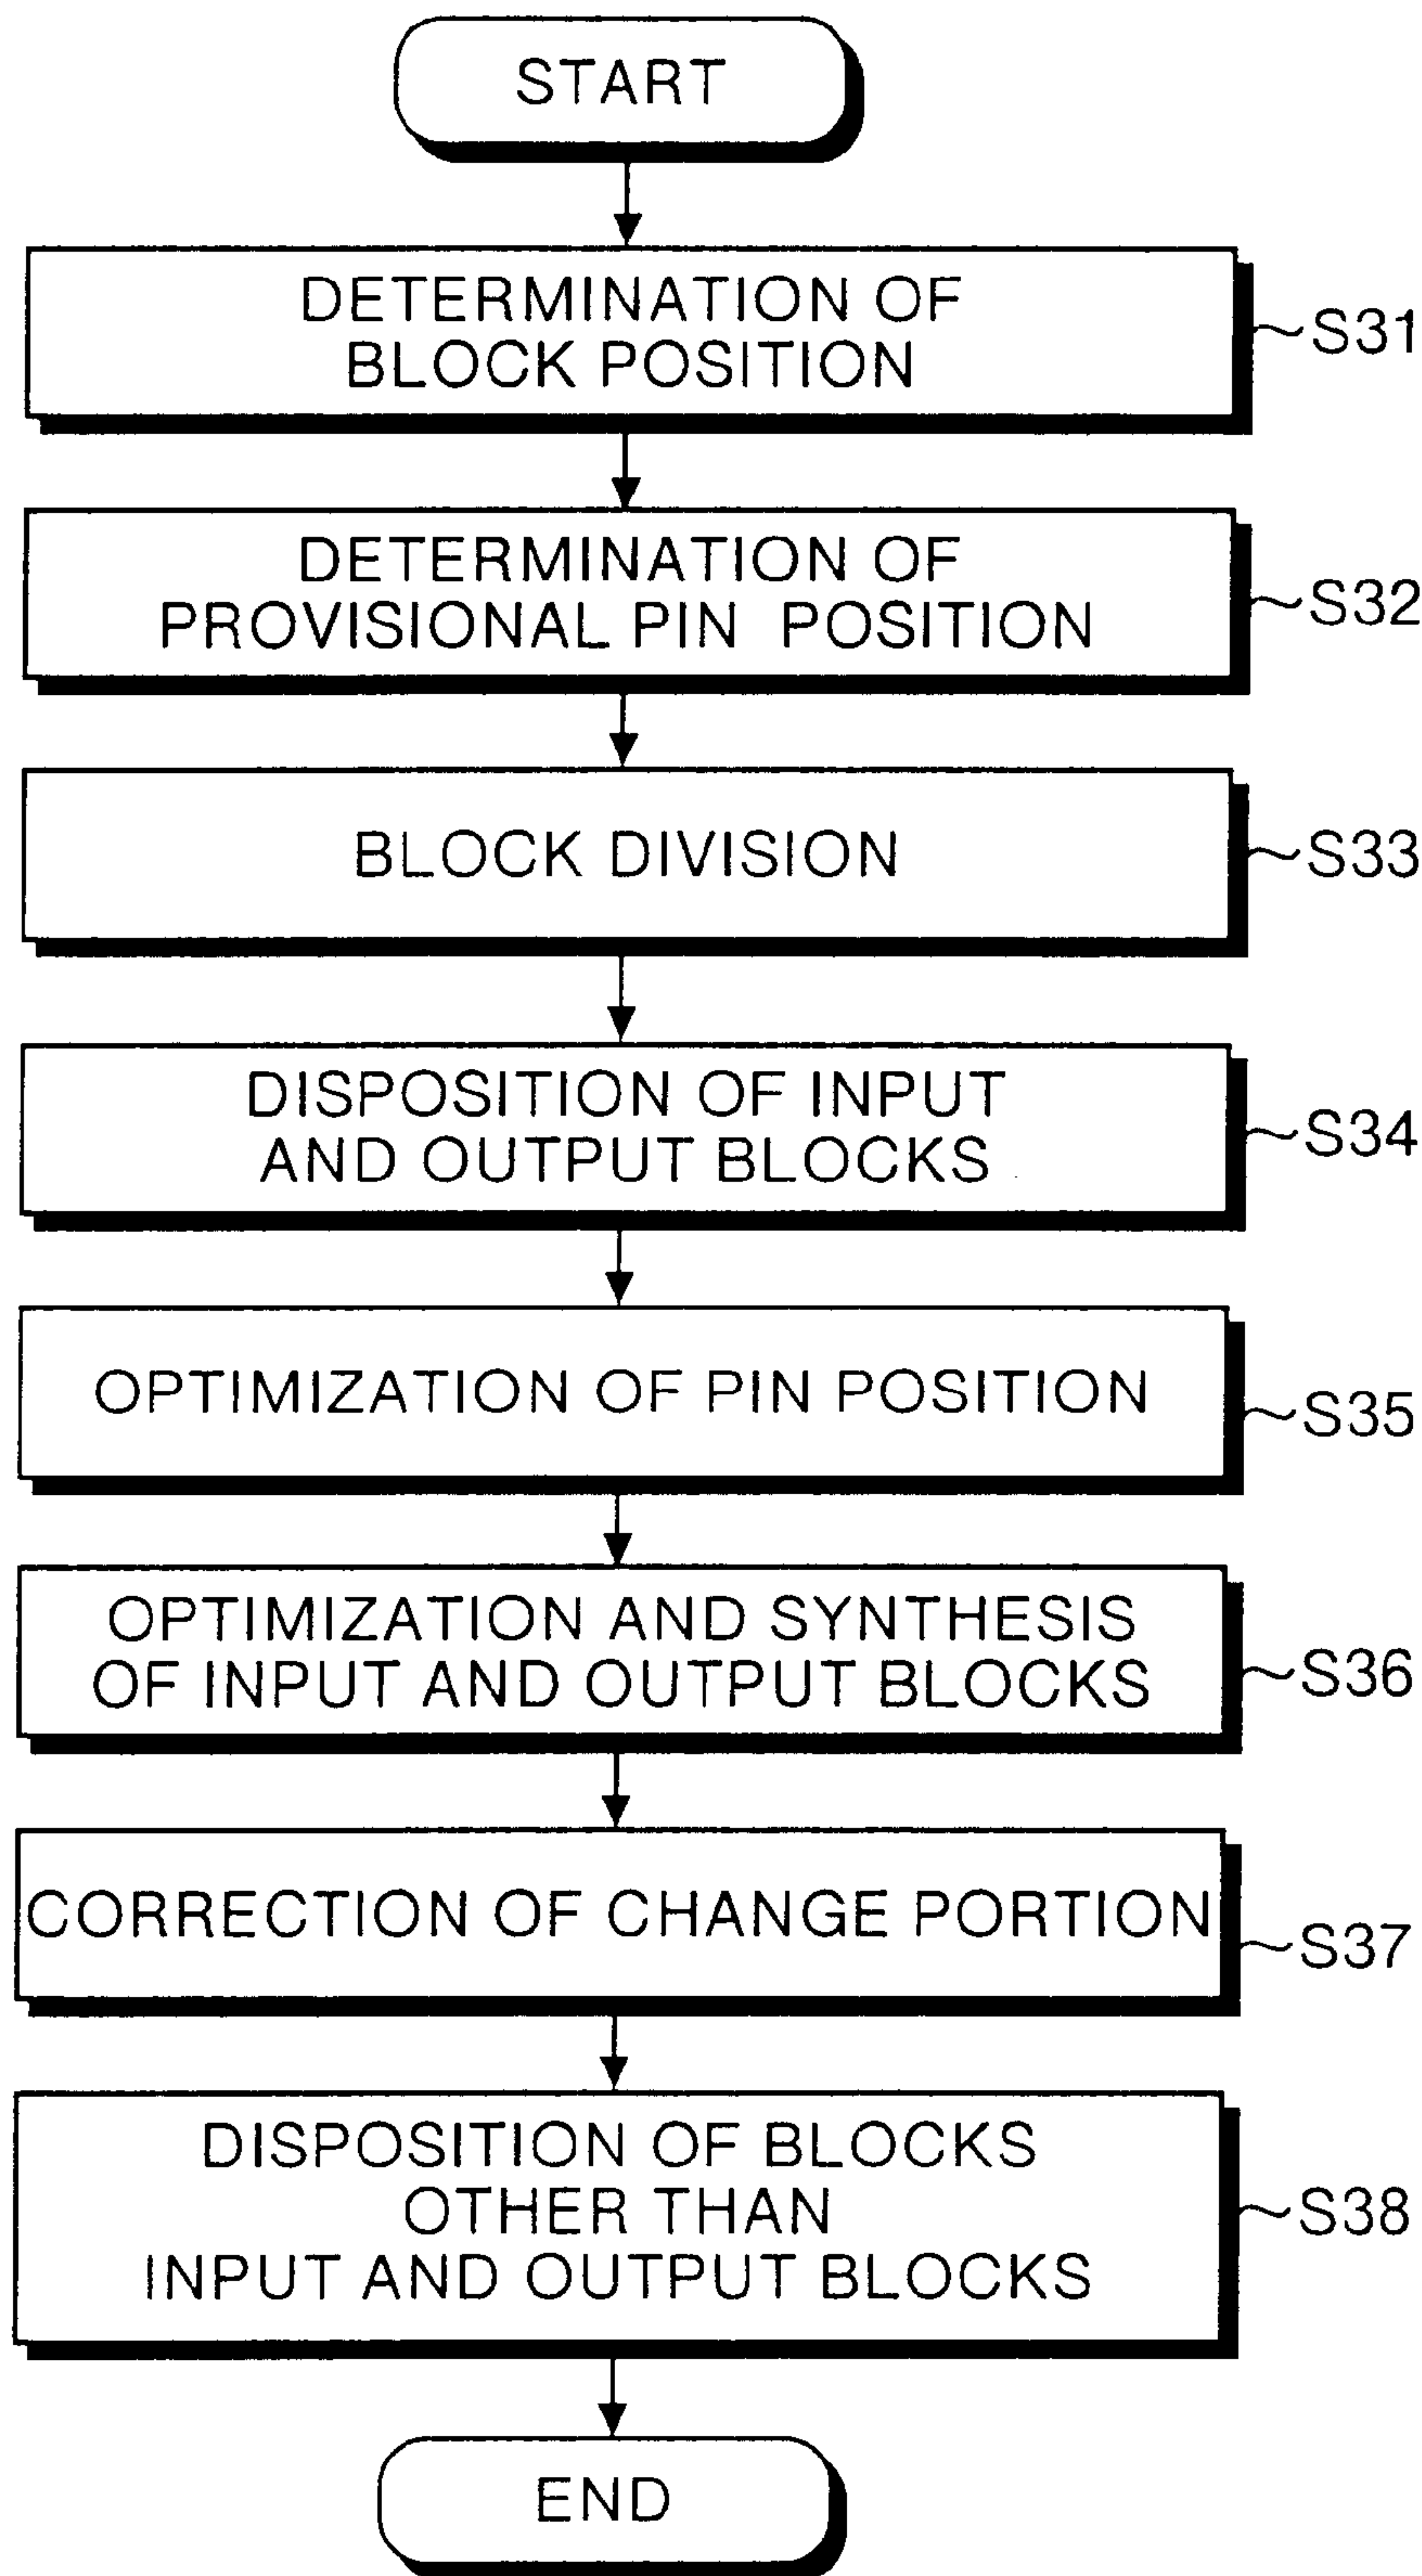 START
DETERMINATION OF
BLOCK POSITION
S31
DETERMINATION OF
PROVISIONAL PIN POSITION
S32
BLOCK DIVISION
S33
DISPOSITION OF INPUT
AND OUTPUT BLOCKS
S34
OPTIMIZATION OF PIN POSITION
S35
OPTIMIZATION AND SYNTHESIS
OF INPUT AND OUTPUT BLOCKS
S36
CORRECTION OF CHANGE PORTION
S37
DISPOSITION OF BLOCKS
OTHER THAN
INPUT AND OUTPUT BLOCKS
S38
END